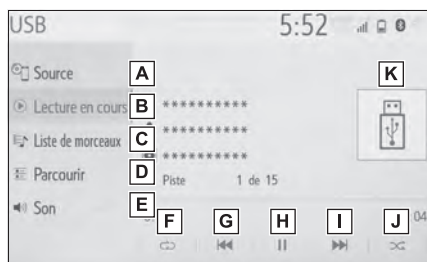 USB 5:52
Source A K
Lecture en cours B **********
Liste de morceaux C **********
**********
Parcourir D Piste 1 de 15
Son E
04
F G H I J